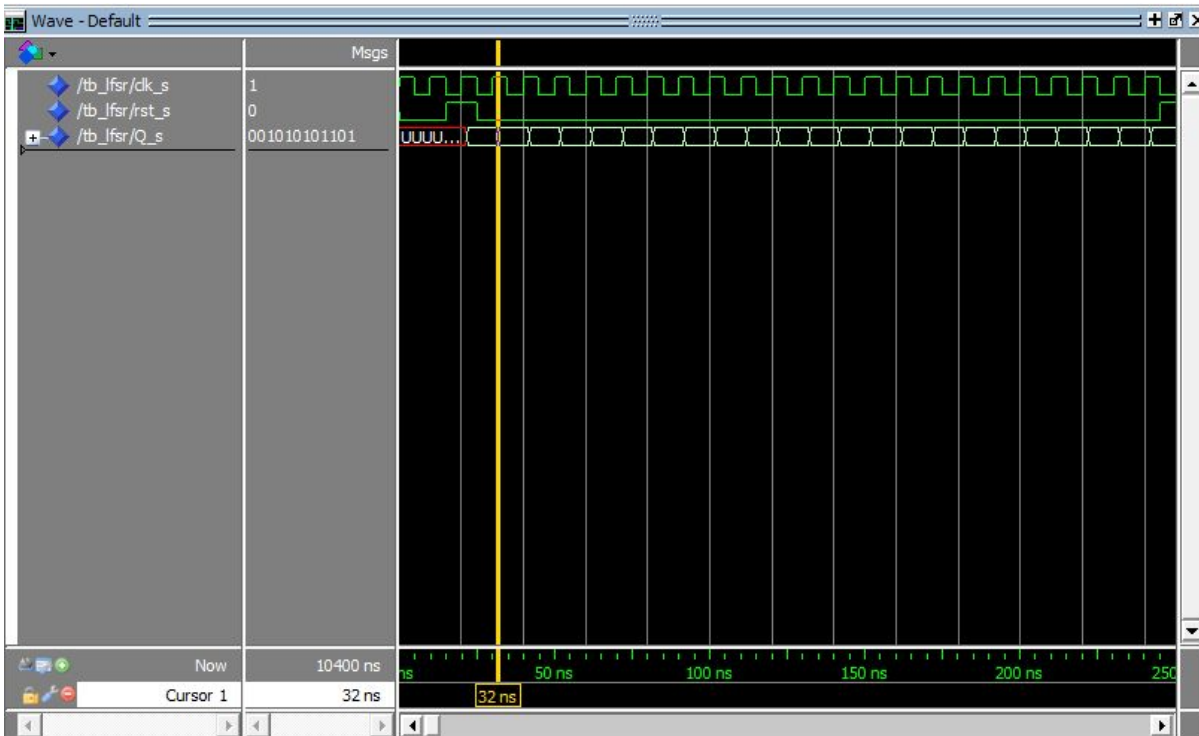 Wave - Default
Msgs
/tb_lfsr/clk_s 1
/tb_lfsr/rst_s 0
/tb_lfsr/Q_s 001010101101 UUUU...
Now 10400 ns ns 50 ns 100 ns 150 ns 200 ns 250
Cursor 1 32 ns 32 ns